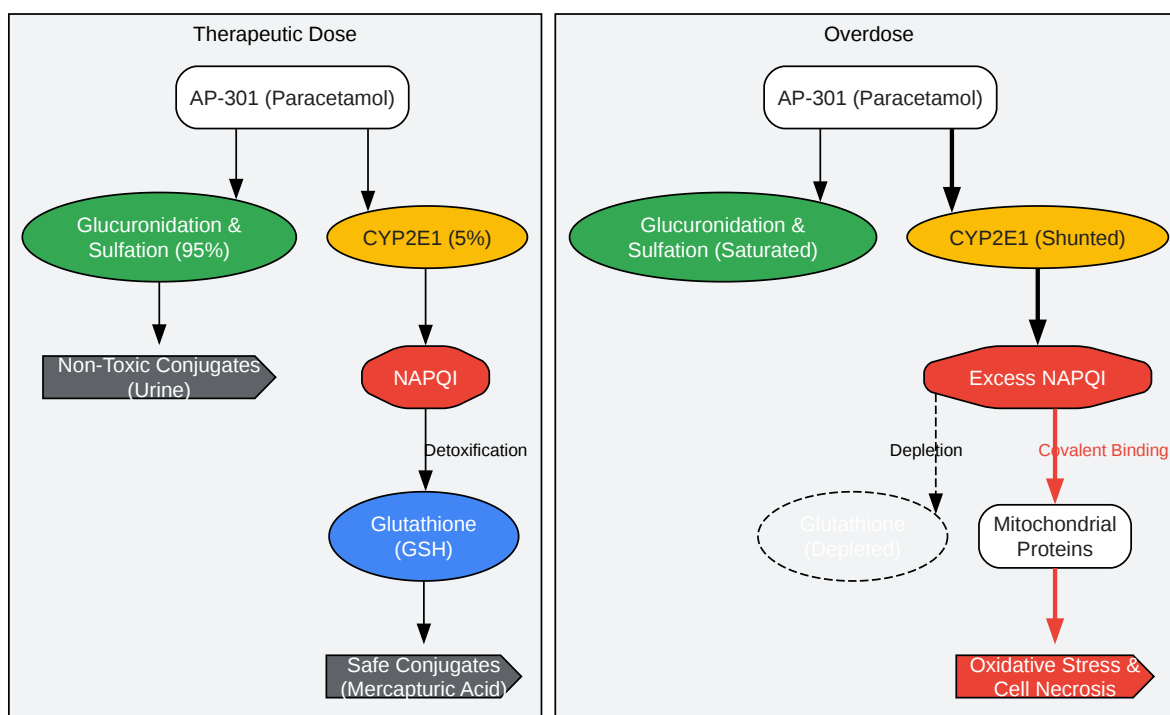 Therapeutic Dose
AP-301 (Paracetamol)
Glucuronidation &
Sulfation (95%)
CYP2E1 (5%)
Non-Toxic Conjugates
(Urine)
NAPQI
Detoxification
Glutathione
(GSH)
Safe Conjugates
(Mercapturic Acid)
Overdose
AP-301 (Paracetamol)
Glucuronidation &
Sulfation (Saturated)
CYP2E1 (Shunted)
Excess NAPQI
Depletion
Covalent Binding
Glutathione
(Depleted)
Mitochondrial
Proteins
Oxidative Stress &
Cell Necrosis